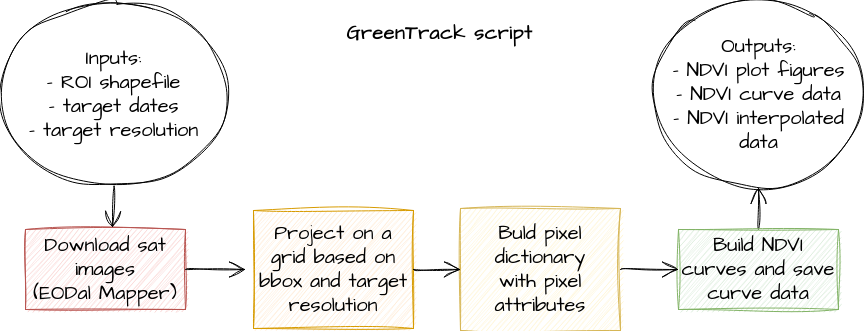 GreenTrack script
Inputs:
- ROI shapefile
- target dates
- target resolution
Outputs:
- NDVI plot figures
- NDVI curve data
- NDVI interpolated
data
Download sat
images
(EODal Mapper)
Project on a
grid based on
bbox and target
resolution
Buld pixel
dictionary
with pixel
attributes
Build NDVI
curves and save
curve data